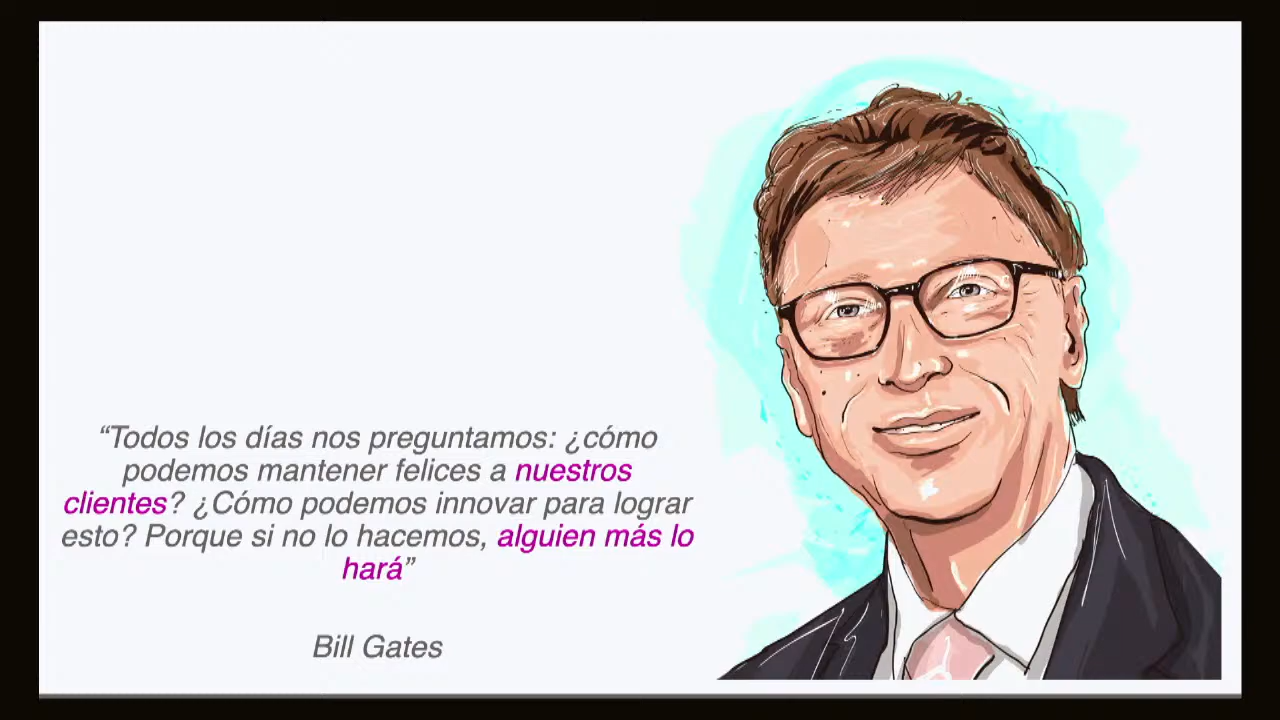 “Todos los días nos preguntamos: ¿cómo
podemos mantener felices a nuestros
clientes? ¿Cómo podemos innovar para lograr
esto? Porque si no lo hacemos, alguien más lo
hará”
Bill Gates